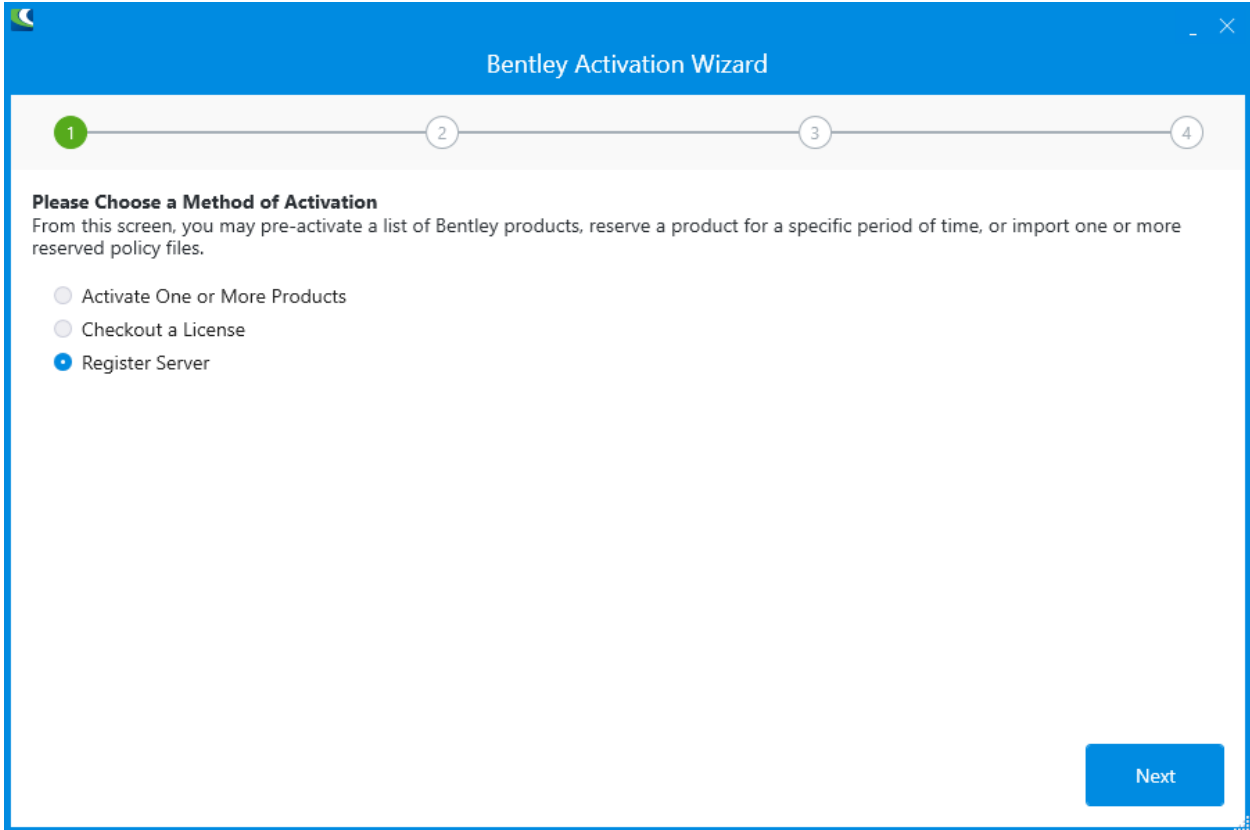 Bentley Activation Wizard
1 2 3 4
Please Choose a Method of Activation
From this screen, you may pre-activate a list of Bentley products, reserve a product for a specific period of time, or import one or more
reserved policy files.
Activate One or More Products
Checkout a License
Register Server
Next